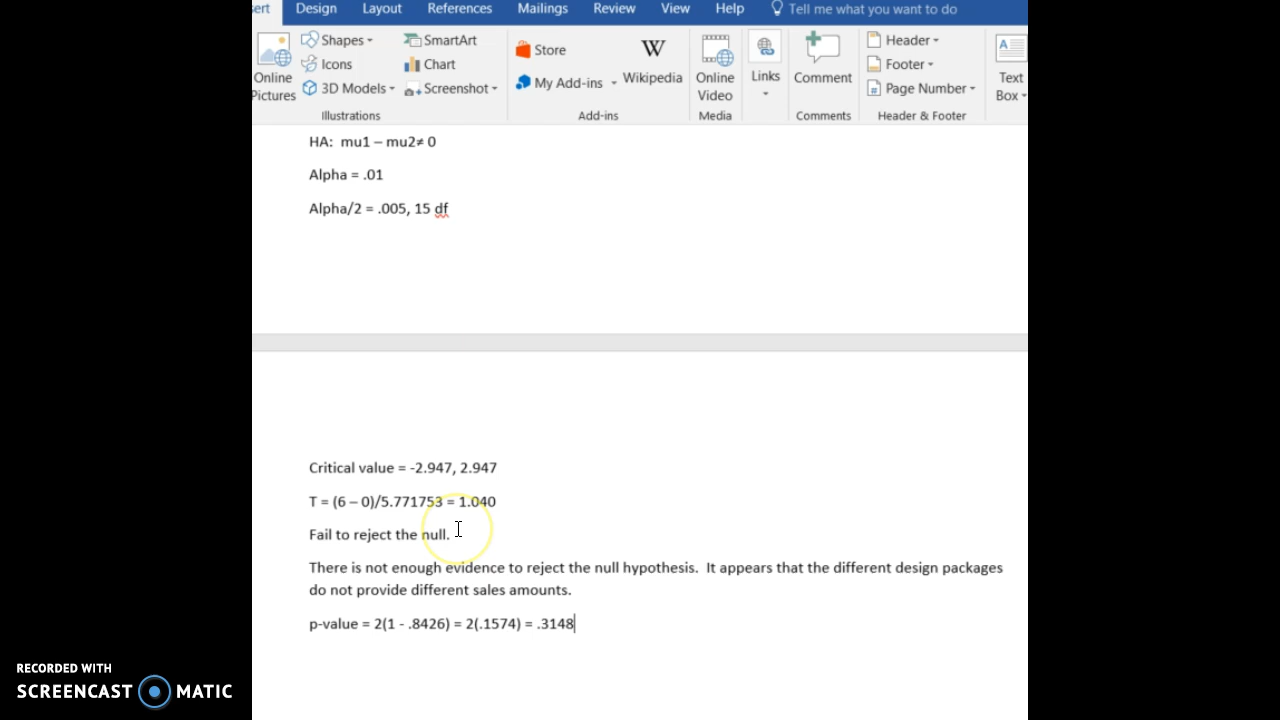 ert Design Layout References Mailings Review View Help Tell me what you want to do
Online Pictures
Shapes
Icons
3D Models
SmartArt
Chart
Screenshot
Illustrations
Store
My Add-ins
W
Wikipedia
Add-ins
Online Video
Media
Links
Comment
Comments
Header
Footer
Page Number
Header & Footer
A
Text Box
HA: mu1 – mu2≠ 0
Alpha = .01
Alpha/2 = .005, 15 df
Critical value = -2.947, 2.947
T = (6 – 0)/5.771753 = 1.040
Fail to reject the null.
There is not enough evidence to reject the null hypothesis. It appears that the different design packages
do not provide different sales amounts.
p-value = 2(1 - .8426) = 2(.1574) = .3148
RECORDED WITH
SCREENCAST MATIC